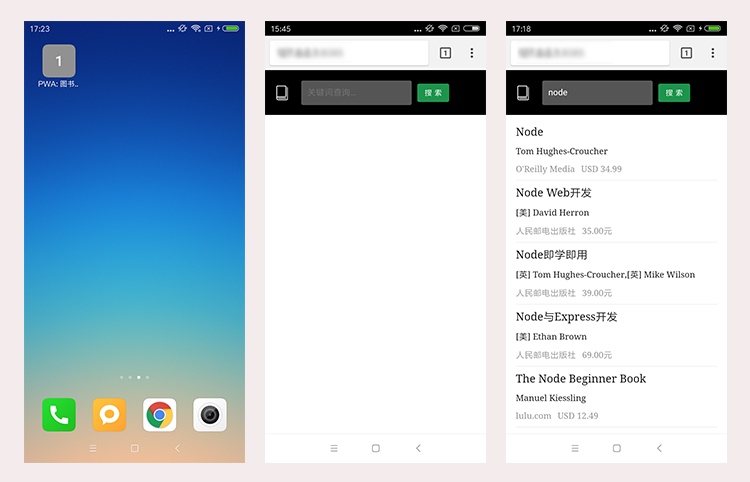 17:23
1
PWA: 图书..
15:45
1
关键词查询...
搜 索
17:18
1
node
搜 索
Node
Tom Hughes-Croucher
O'Reilly Media USD 34.99
Node Web开发
[美] David Herron
人民邮电出版社 35.00元
Node即学即用
[英] Tom Hughes-Croucher,[英] Mike Wilson
人民邮电出版社 39.00元
Node与Express开发
[美] Ethan Brown
人民邮电出版社 69.00元
The Node Beginner Book
Manuel Kiessling
lulu.com USD 12.49